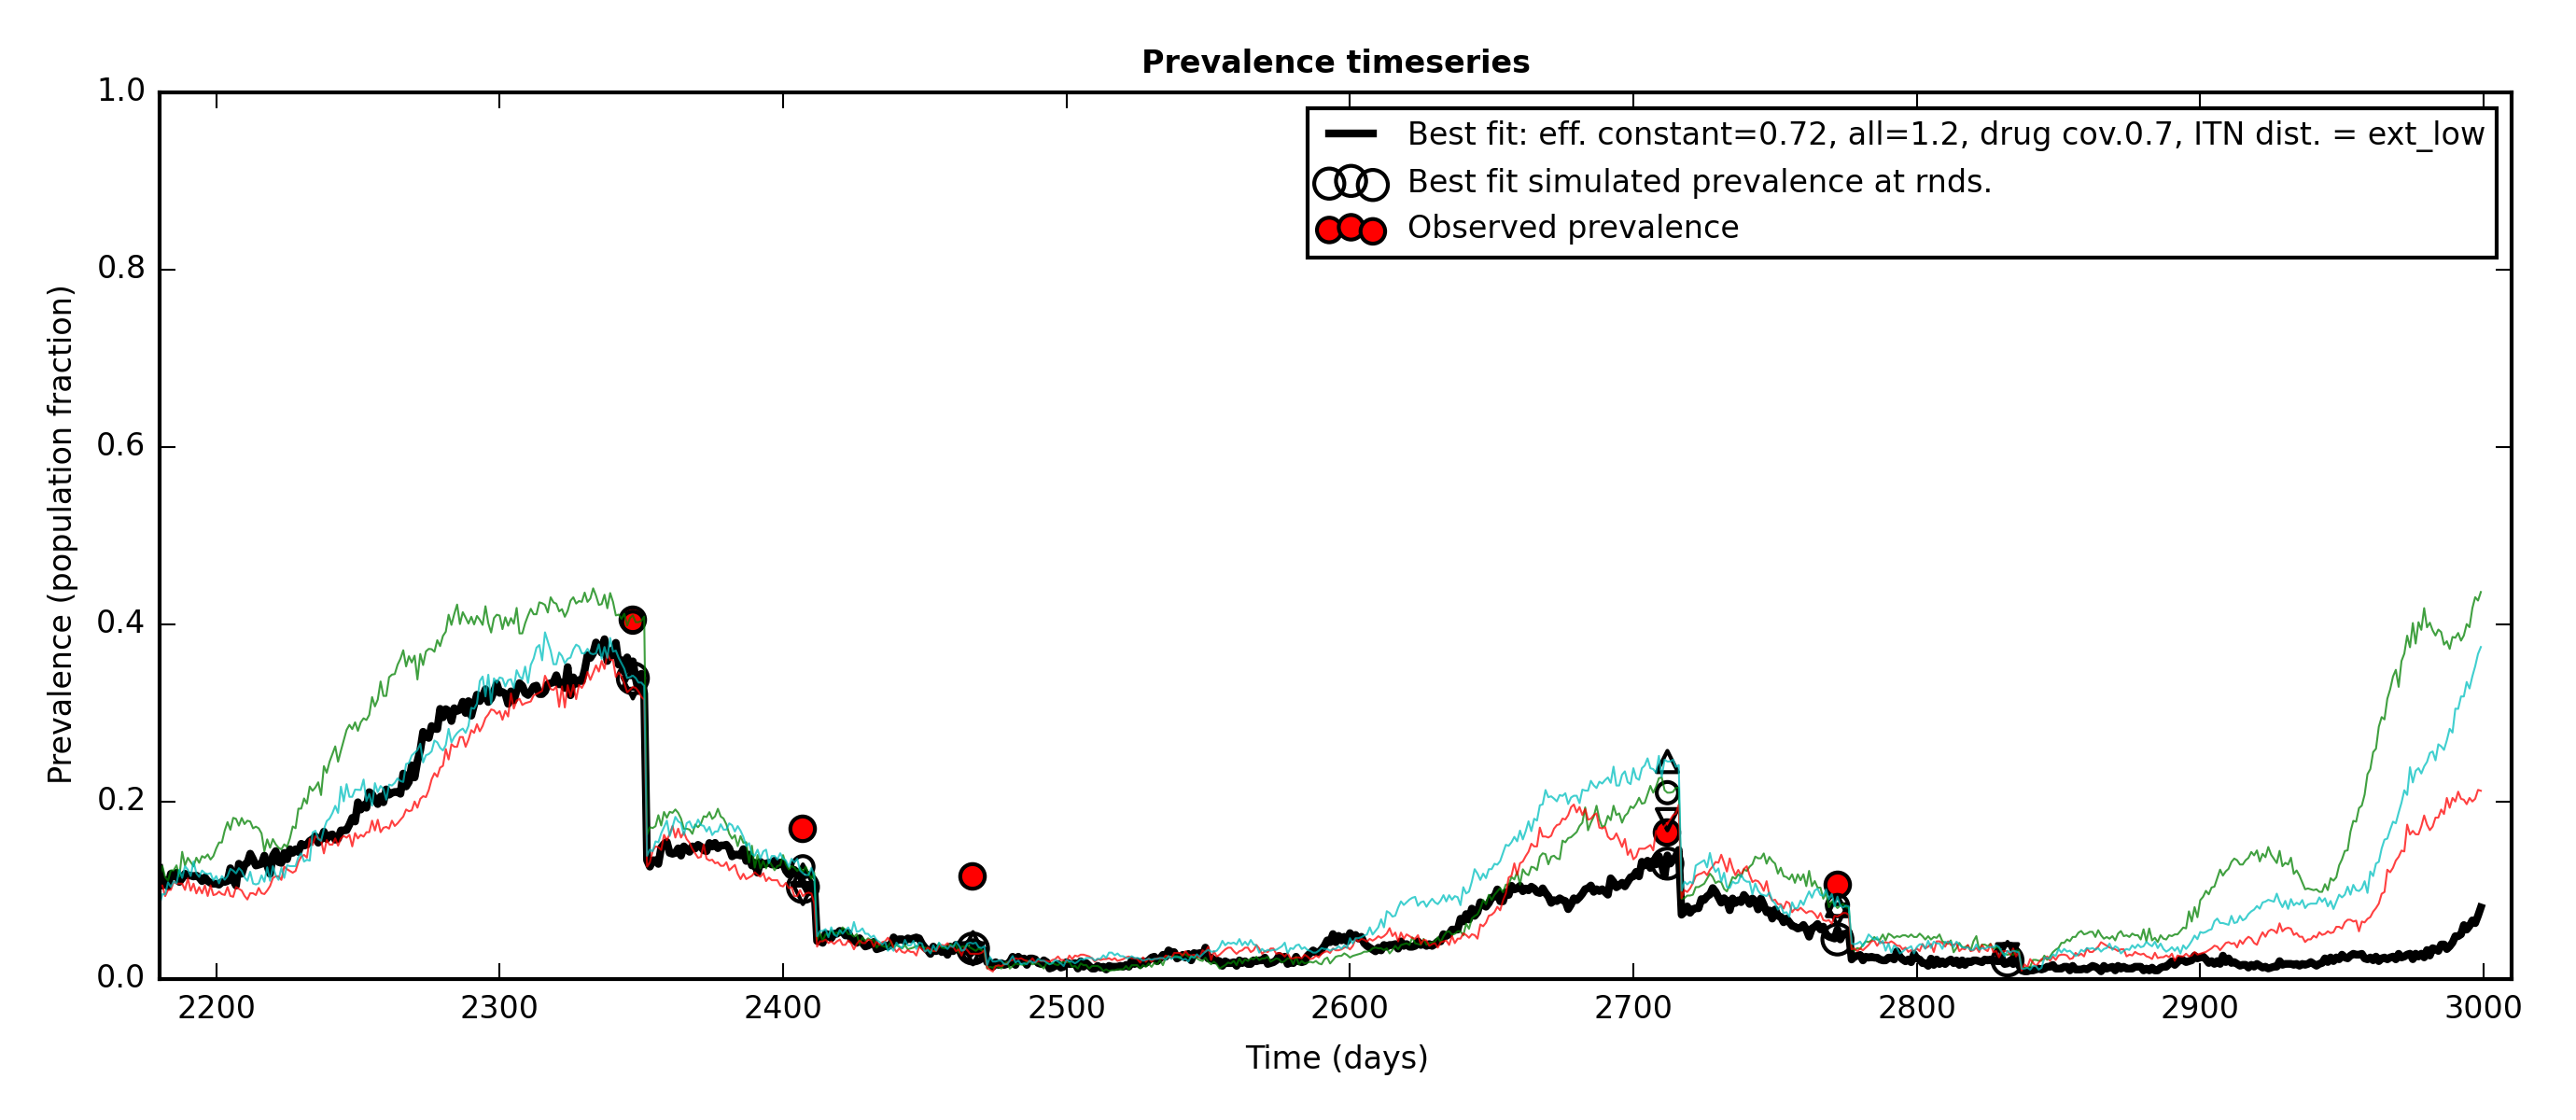 Prevalence timeseries
1.0
0.8
0.6
0.4
0.2
0.0
Prevalence (population fraction)
Best fit: eff. constant=0.72, all=1.2, drug cov.0.7, ITN dist. = ext_low
Best fit simulated prevalence at rnds.
Observed prevalence
2200 2300 2400 2500 2600 2700 2800 2900 3000
Time (days)